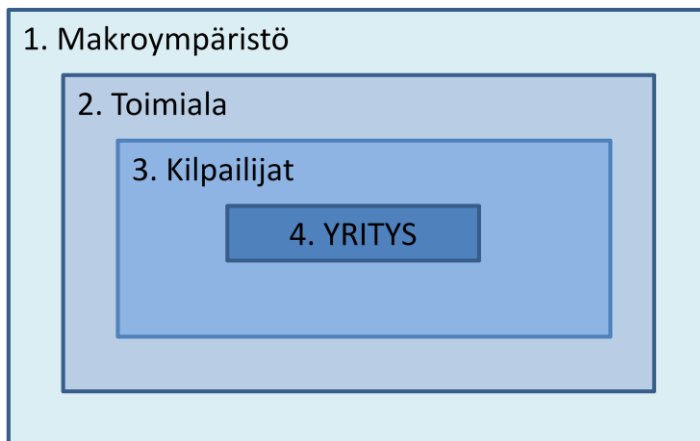 1. Makroympäristö
2. Toimiala
3. Kilpailijat
4. YRITYS